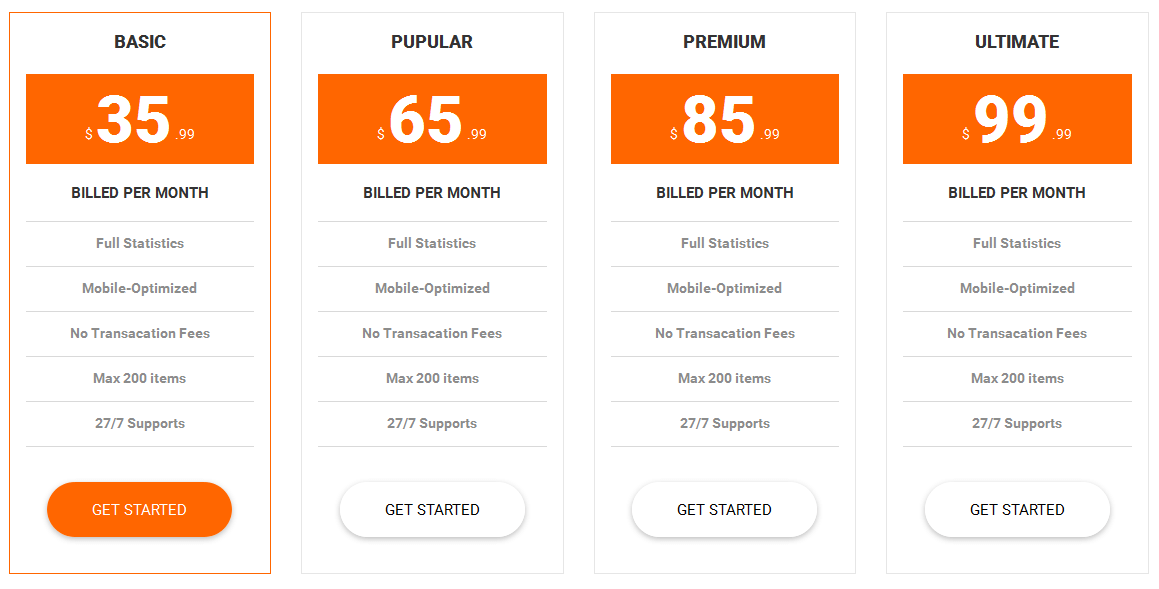 BASIC
$ 35 .99
BILLED PER MONTH
Full Statistics
Mobile-Optimized
No Transacation Fees
Max 200 items
27/7 Supports
GET STARTED
PUPULAR
$ 65 .99
BILLED PER MONTH
Full Statistics
Mobile-Optimized
No Transacation Fees
Max 200 items
27/7 Supports
GET STARTED
PREMIUM
$ 85 .99
BILLED PER MONTH
Full Statistics
Mobile-Optimized
No Transacation Fees
Max 200 items
27/7 Supports
GET STARTED
ULTIMATE
$ 99 .99
BILLED PER MONTH
Full Statistics
Mobile-Optimized
No Transacation Fees
Max 200 items
27/7 Supports
GET STARTED